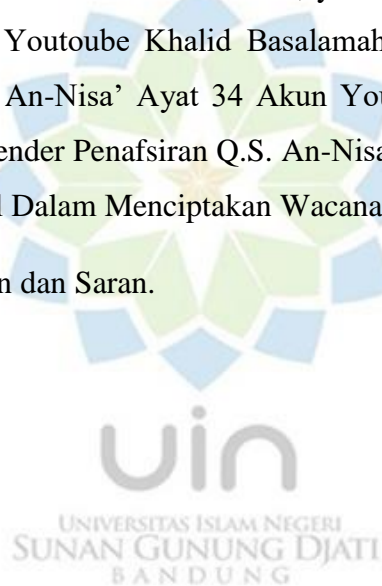 Youtoube Khalid Basalamah
An-Nisa’ Ayat 34 Akun You
ender Penafsiran Q.S. An-Nisa
l Dalam Menciptakan Wacana
n dan Saran.
uin
UNIVERSITAS ISLAM NEGERI
SUNAN GUNUNG DJATI
BANDUNG